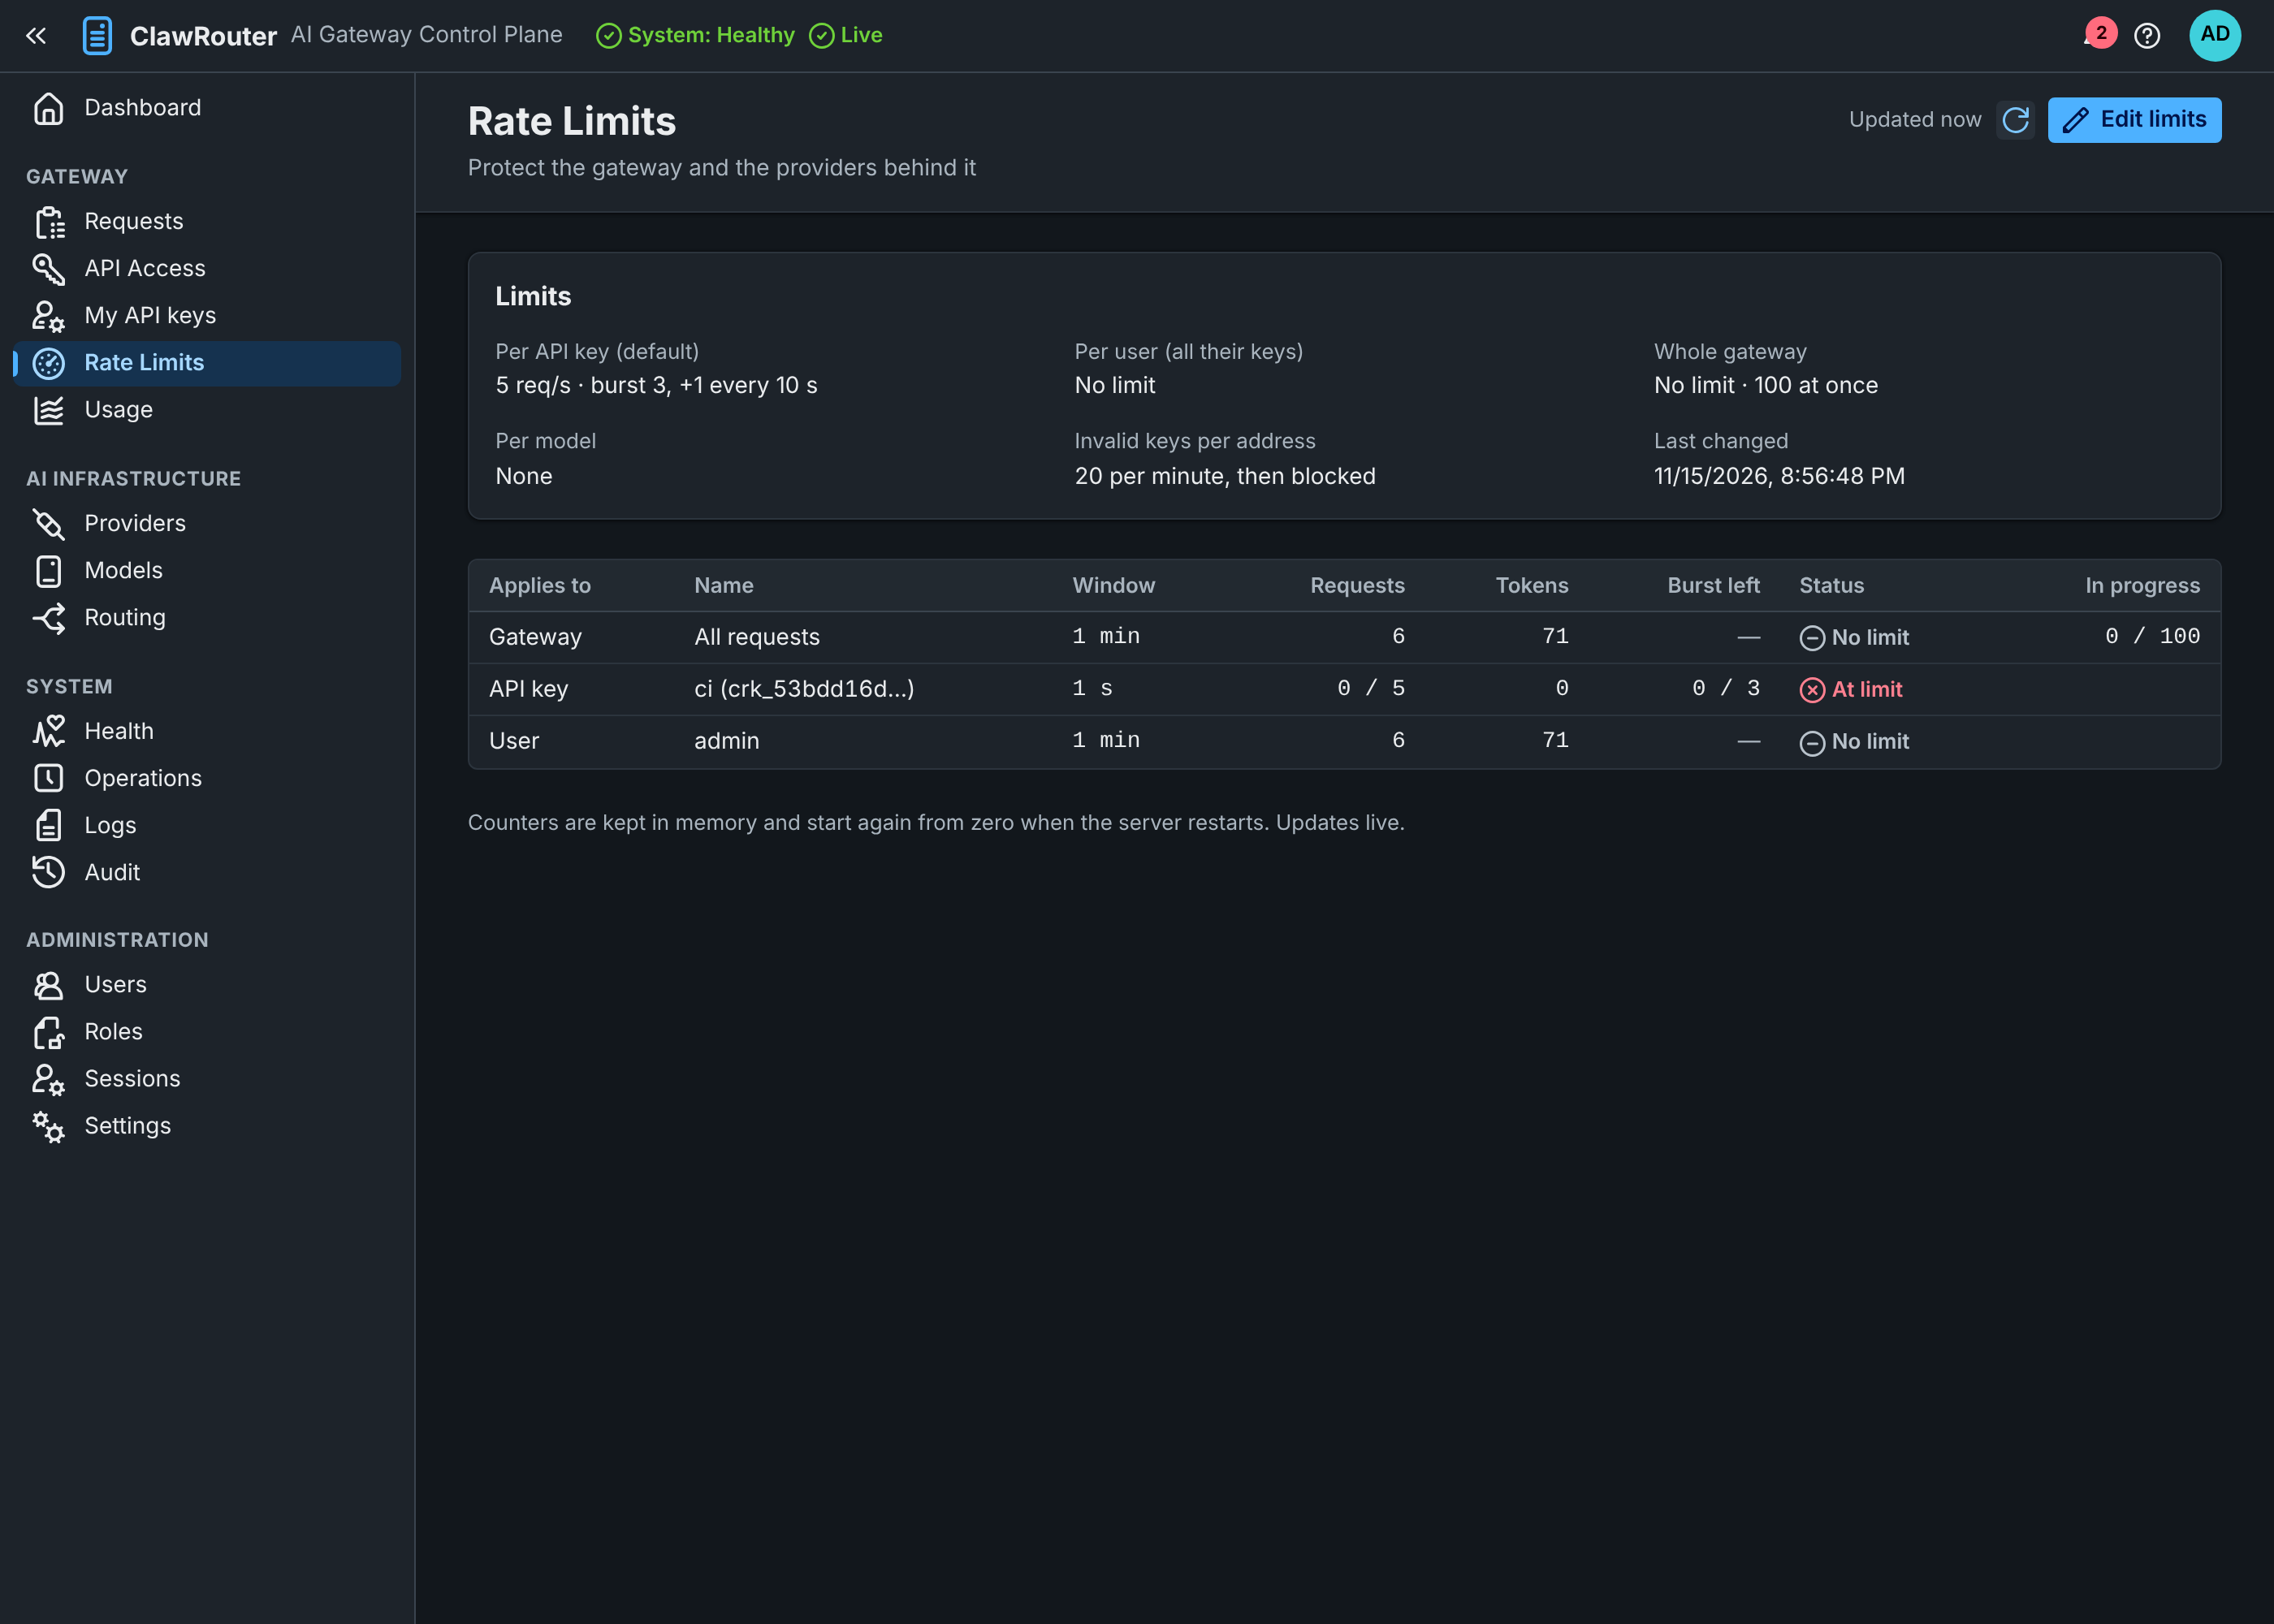 ClawRouter AI Gateway Control Plane System: Healthy Live 2 AD
Dashboard
GATEWAY
Requests
API Access
My API keys
Rate Limits
Usage
AI INFRASTRUCTURE
Providers
Models
Routing
SYSTEM
Health
Operations
Logs
Audit
ADMINISTRATION
Users
Roles
Sessions
Settings
Rate Limits
Updated now Edit limits
Protect the gateway and the providers behind it
Limits
Per API key (default) Per user (all their keys) Whole gateway
5 req/s · burst 3, +1 every 10 s No limit No limit · 100 at once
Per model Invalid keys per address Last changed
None 20 per minute, then blocked 11/15/2026, 8:56:48 PM
Applies to Name Window Requests Tokens Burst left Status In progress
Gateway All requests 1 min 6 71 — No limit 0 / 100
API key ci (crk_53bdd16d…) 1 s 0 / 5 0 0 / 3 At limit
User admin 1 min 6 71 — No limit
Counters are kept in memory and start again from zero when the server restarts. Updates live.